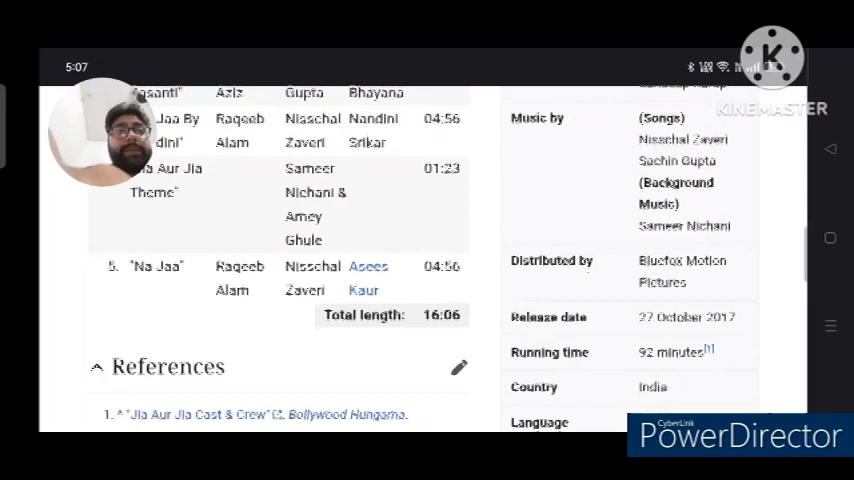 5:07
KINEMASTER
Aziz Gupta Bhayana
Jaa By Raqeeb Nisschal Nandini 04:56
Alam Zaveri Srikar
Aur Jia Sameer 01:23
Theme" Nichani &
Amey
Ghule
5. "Na Jaa" Raqeeb Nisschal Asees 04:56
Alam Zaveri Kaur
Total length: 16:06
References
1. ^ "Jia Aur Jia Cast & Crew". Bollywood Hungama.
Music by (Songs)
Nisschal Zaveri
Sachin Gupta
(Background
Music)
Sameer Nichani
Distributed by Bluefox Motion
Pictures
Release date 27 October 2017
Running time 92 minutes[1]
Country India
Language
CyberLink
PowerDirector